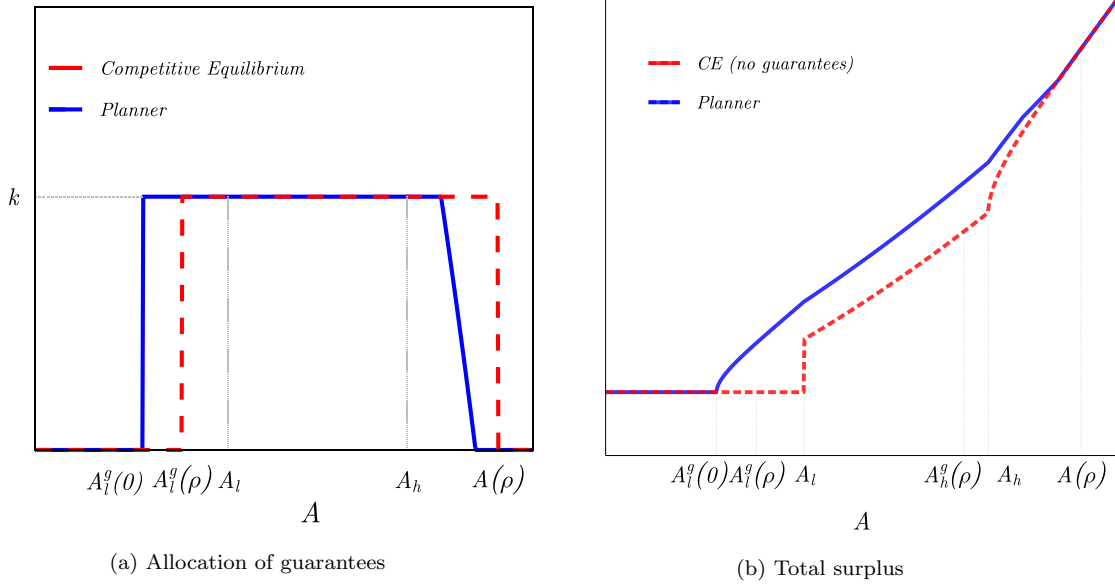 Competitive Equilibrium
Planner
k
A_l^g(0) A_l^g(ρ) A_l A_h A(ρ)
A
(a) Allocation of guarantees
CE (no guarantees)
Planner
A_l^g(0) A_l^g(ρ) A_l A_h^g(ρ) A_h A(ρ)
A
(b) Total surplus